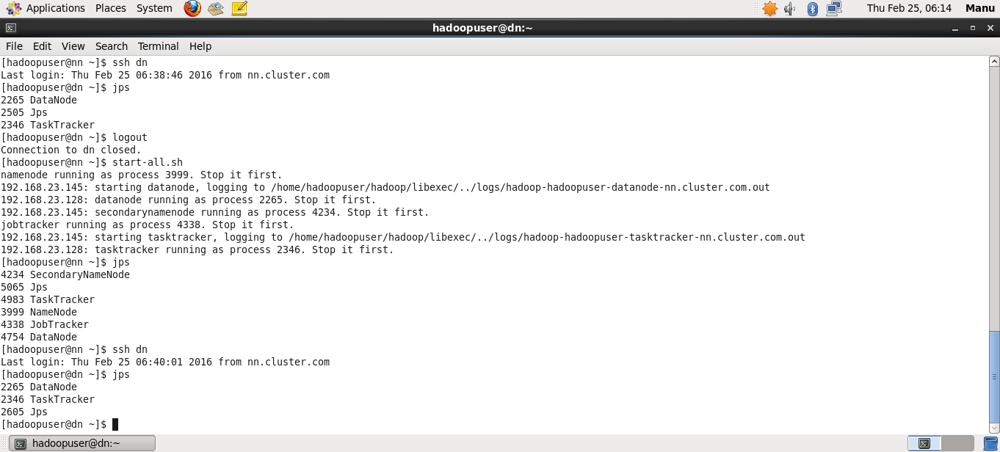 Applications Places System Thu Feb 25, 06:14 Manu
hadoopuser@dn:~
File Edit View Search Terminal Help
[hadoopuser@nn ~]$ ssh dn
Last login: Thu Feb 25 06:38:46 2016 from nn.cluster.com
[hadoopuser@dn ~]$ jps
2265 DataNode
2505 Jps
2346 TaskTracker
[hadoopuser@dn ~]$ logout
Connection to dn closed.
[hadoopuser@nn ~]$ start-all.sh
namenode running as process 3999. Stop it first.
192.168.23.145: starting datanode, logging to /home/hadoopuser/hadoop/libexec/../logs/hadoop-hadoopuser-datanode-nn.cluster.com.out
192.168.23.128: datanode running as process 2265. Stop it first.
192.168.23.145: secondarynamenode running as process 4234. Stop it first.
jobtracker running as process 4338. Stop it first.
192.168.23.145: starting tasktracker, logging to /home/hadoopuser/hadoop/libexec/../logs/hadoop-hadoopuser-tasktracker-nn.cluster.com.out
192.168.23.128: tasktracker running as process 2346. Stop it first.
[hadoopuser@nn ~]$ jps
4234 SecondaryNameNode
5065 Jps
4983 TaskTracker
3999 NameNode
4338 JobTracker
4754 DataNode
[hadoopuser@nn ~]$ ssh dn
Last login: Thu Feb 25 06:40:01 2016 from nn.cluster.com
[hadoopuser@dn ~]$ jps
2265 DataNode
2346 TaskTracker
2605 Jps
[hadoopuser@dn ~]$
hadoopuser@dn:~